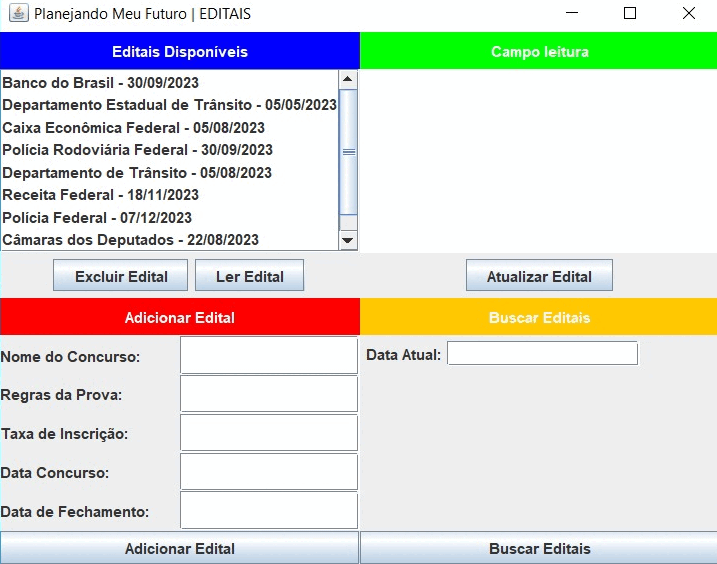 Planejando Meu Futuro | EDITAIS
Editais Disponíveis
Banco do Brasil - 30/09/2023
Departamento Estadual de Trânsito - 05/05/2023
Caixa Econômica Federal - 05/08/2023
Polícia Rodoviária Federal - 30/09/2023
Departamento de Trânsito - 05/08/2023
Receita Federal - 18/11/2023
Polícia Federal - 07/12/2023
Câmaras dos Deputados - 22/08/2023
Excluir Edital
Ler Edital
Campo leitura
Atualizar Edital
Adicionar Edital
Nome do Concurso:
Regras da Prova:
Taxa de Inscrição:
Data Concurso:
Data de Fechamento:
Adicionar Edital
Buscar Editais
Data Atual:
Buscar Editais